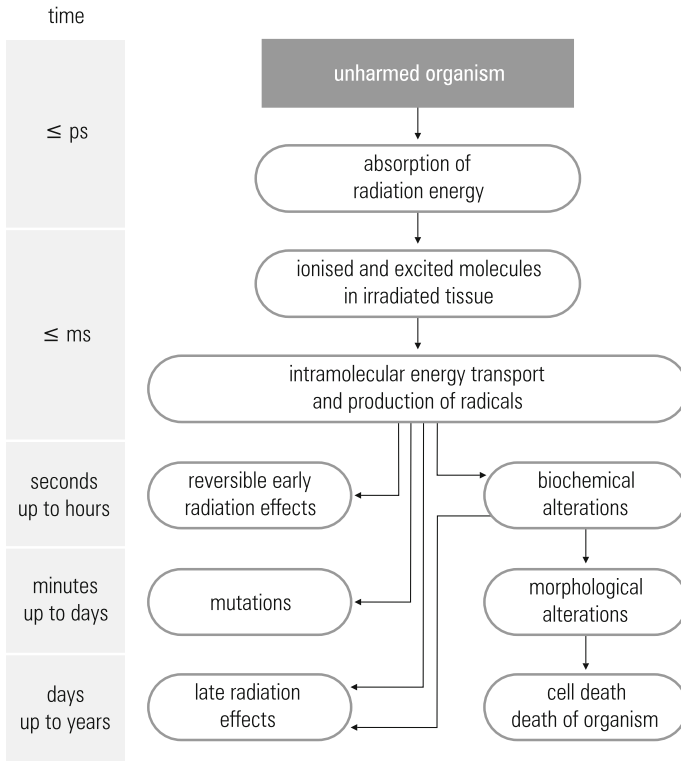 time
unharmed organism
≤ ps
absorption of
radiation energy
ionised and excited molecules
in irradiated tissue
≤ ms
intramolecular energy transport
and production of radicals
seconds
up to hours
reversible early
radiation effects
biochemical
alterations
minutes
up to days
mutations
morphological
alterations
days
up to years
late radiation
effects
cell death
death of organism